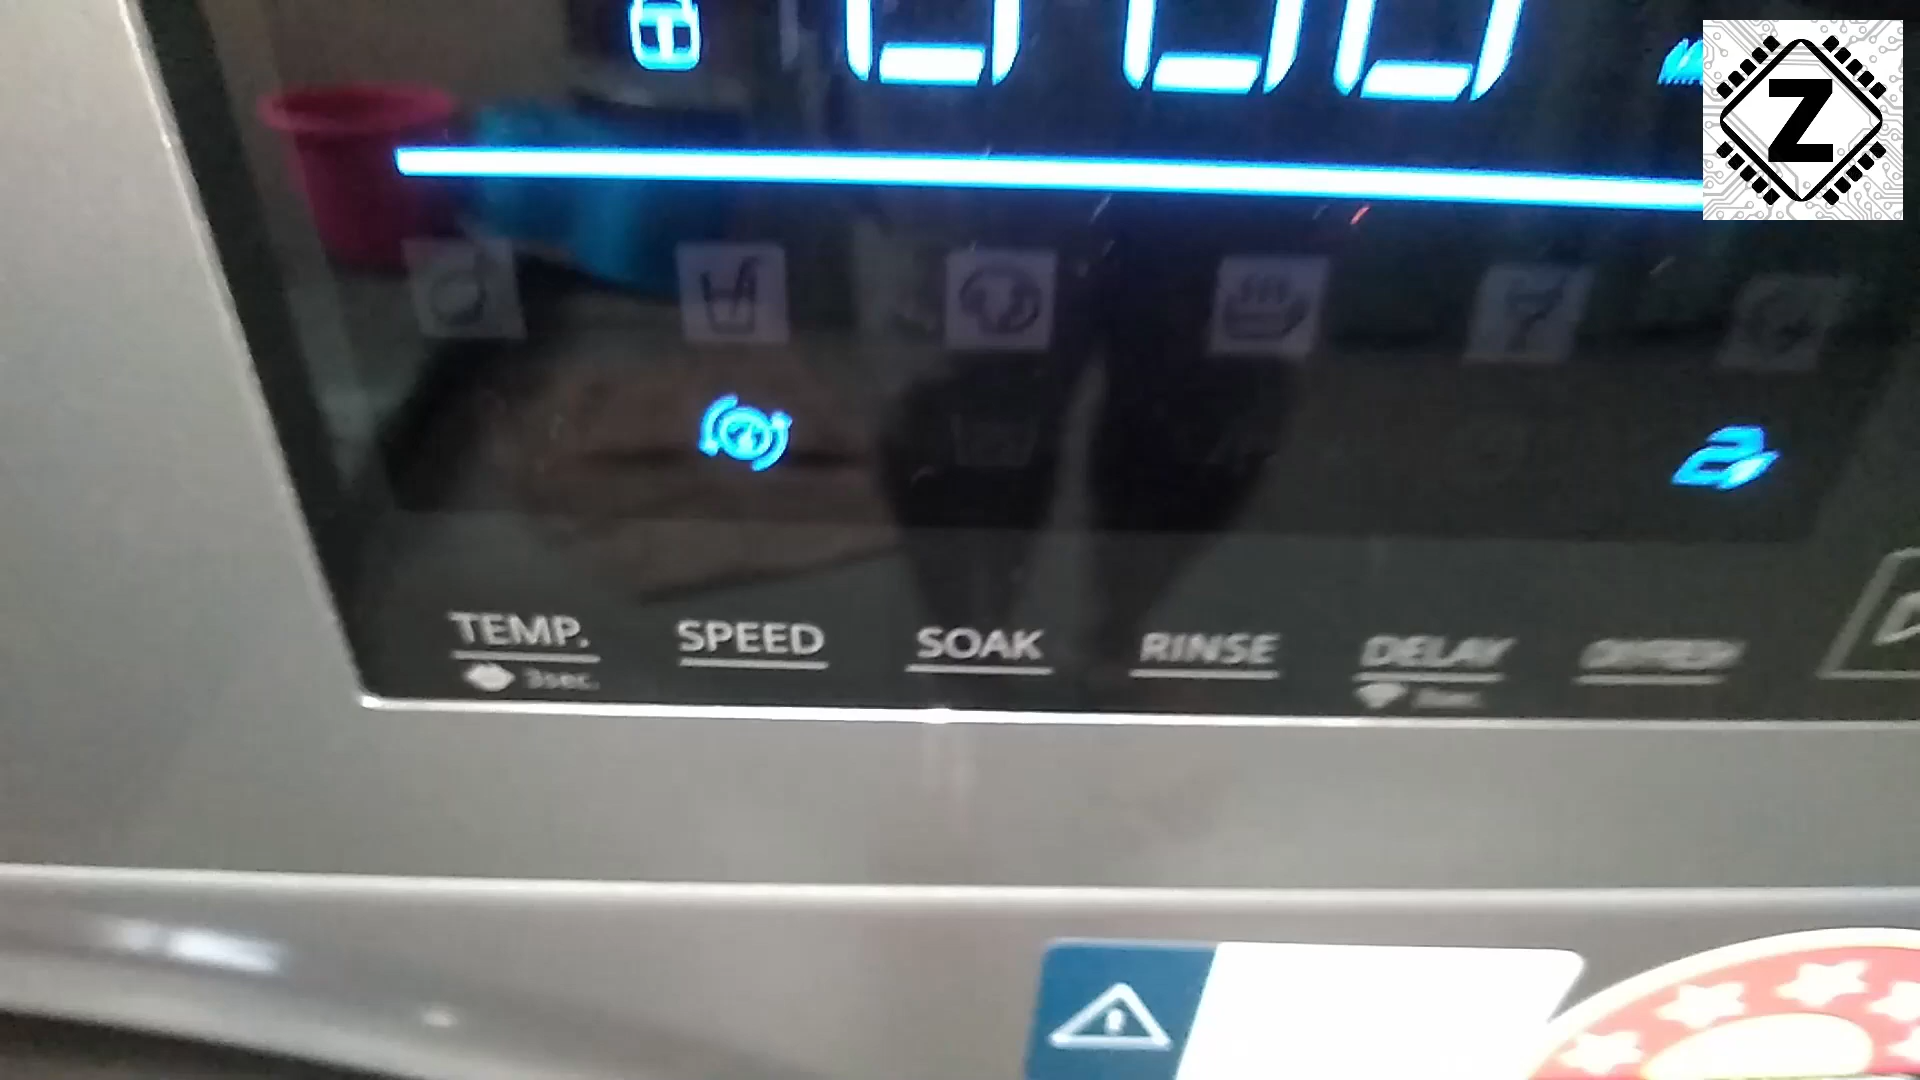 Z
TEMP.
SPEED
SOAK
RINSE
DELAY
3sec.